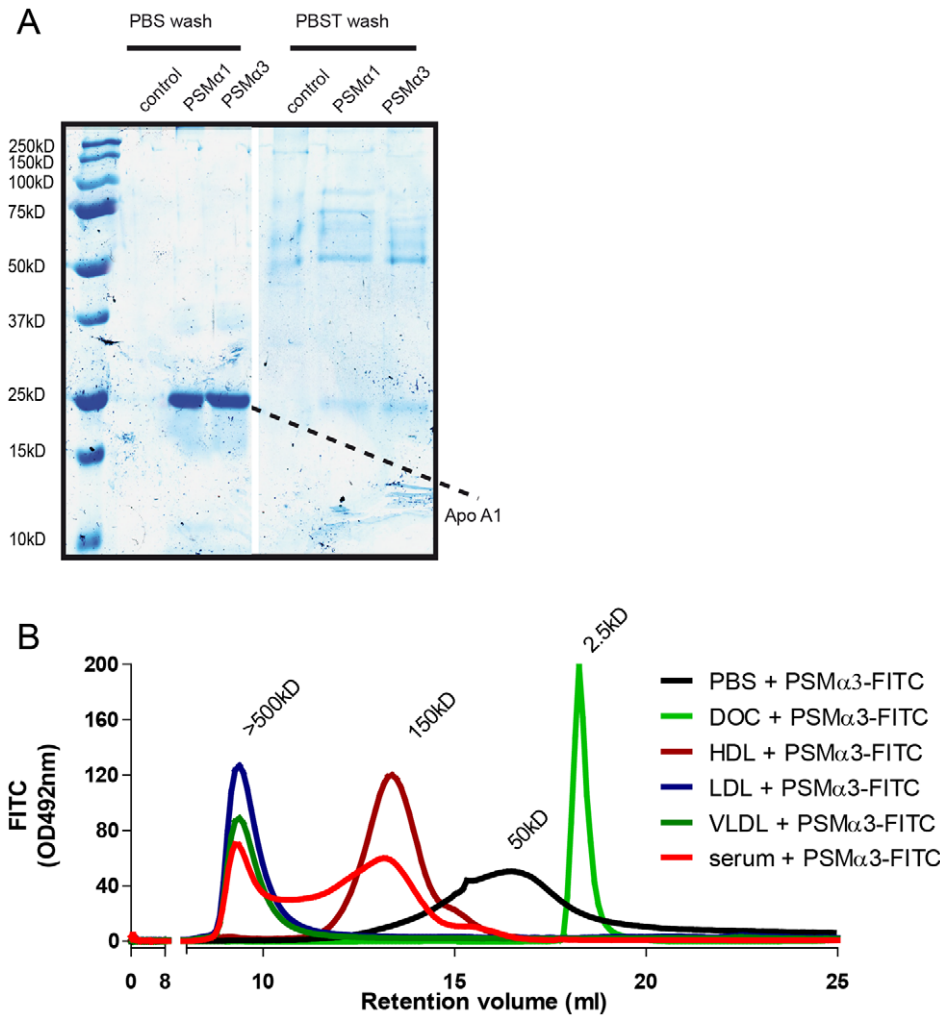 A
PBS wash
PBST wash
control
PSMα1
PSMα3
control
PSMα1
PSMα3
250kD
150kD
100kD
75kD
50kD
37kD
25kD
15kD
10kD
Apo A1
B
FITC
(OD492nm)
200
160
120
80
40
0
>500kD
150kD
50kD
2.5kD
PBS + PSMα3-FITC
DOC + PSMα3-FITC
HDL + PSMα3-FITC
LDL + PSMα3-FITC
VLDL + PSMα3-FITC
serum + PSMα3-FITC
0 8 10 15 20 25
Retention volume (ml)